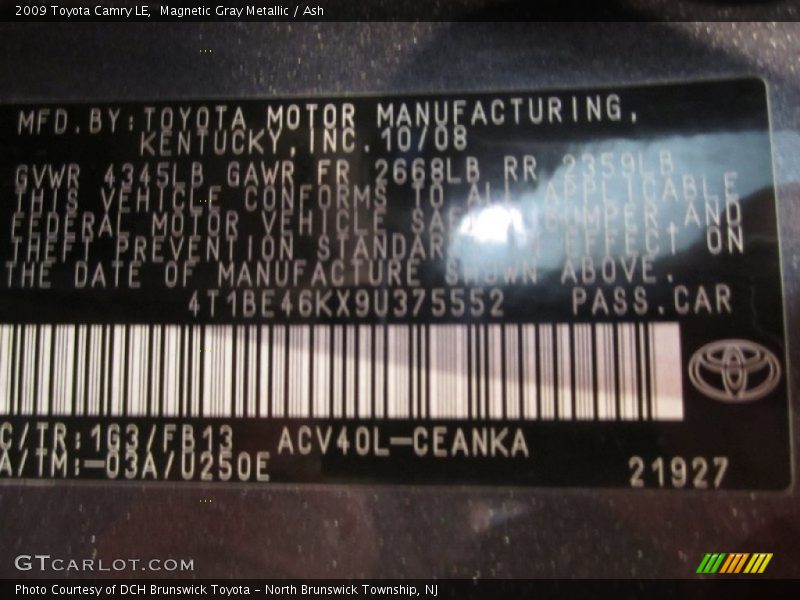 2009 Toyota Camry LE,  Magnetic Gray Metallic / Ash
MFD.BY:TOYOTA MOTOR MANUFACTURING,
KENTUCKY,INC.10/08
GVWR 4345LB GAWR FR 2668LB RR 2359LB
THIS VEHICLE CONFORMS TO ALL APPLICABLE
FEDERAL MOTOR VEHICLE SAFETY BUMPER AND
THEFT PREVENTION STANDARDS IN EFFECT ON
THE DATE OF MANUFACTURE SHOWN ABOVE.
4T1BE46KX9U375552 PASS.CAR
C/TR:1G3/FB13 ACV40L-CEANKA
A/TM:-03A/U250E 21927
GTCARLOT.COM
Photo Courtesy of DCH Brunswick Toyota - North Brunswick Township, NJ